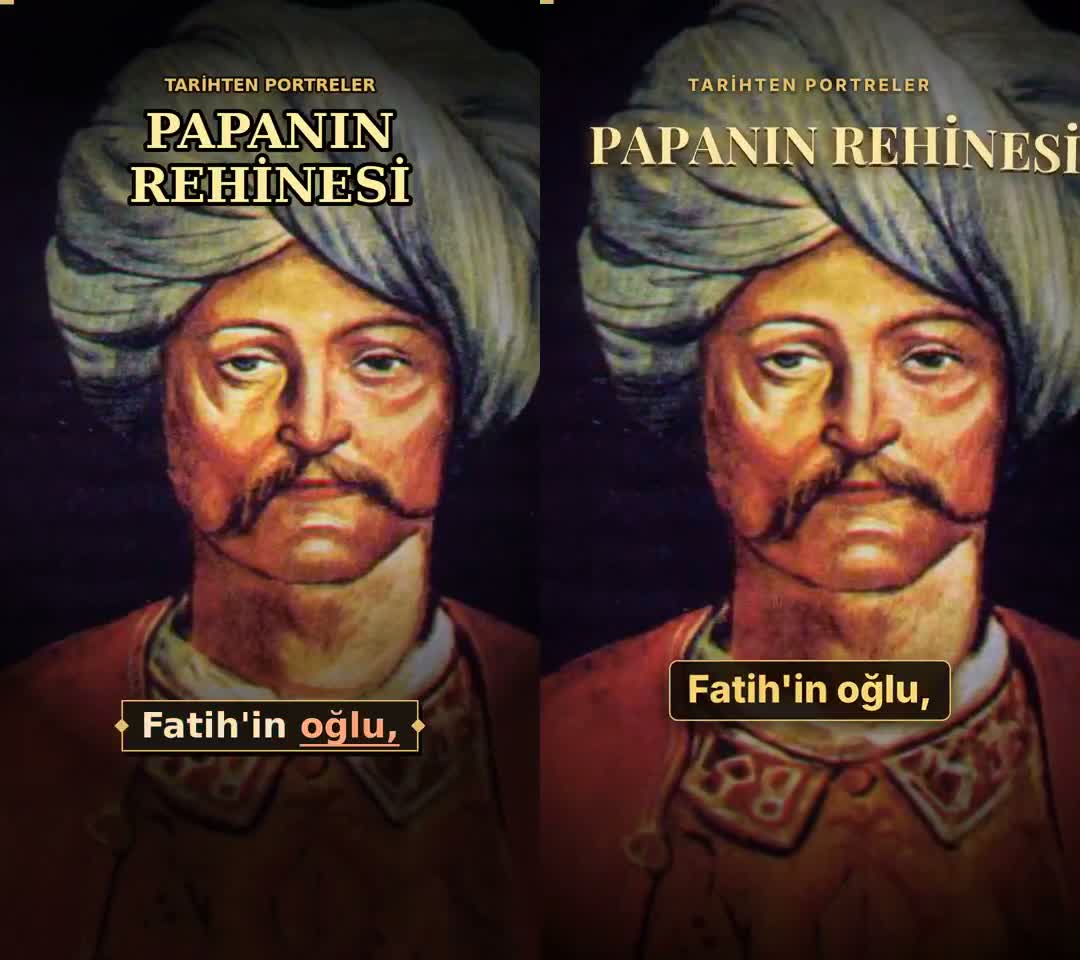 TARİHTEN PORTRELER
PAPANIN
REHİNESİ
Fatih'in oğlu,
TARİHTEN PORTRELER
PAPANIN REHİNESİ
Fatih'in oğlu,